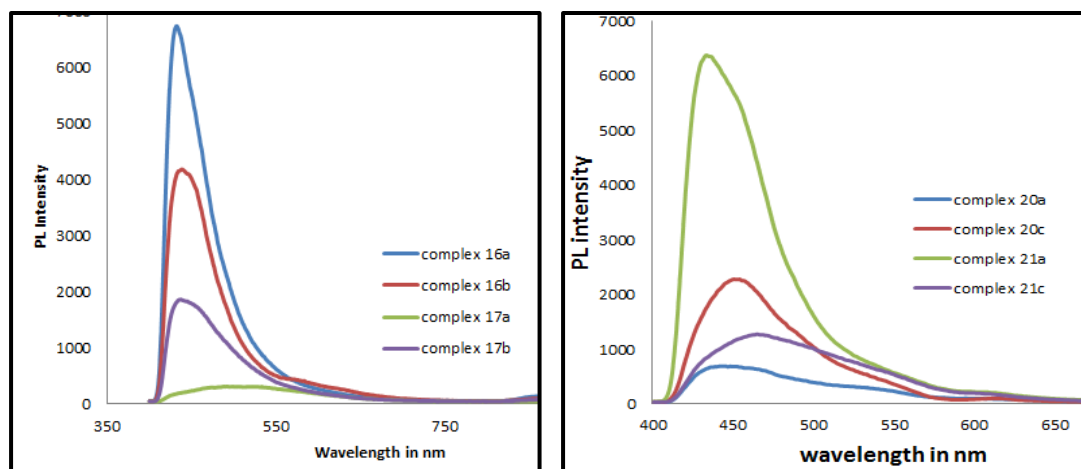 6000
5000
4000
3000
2000
1000
0
PL Intensity
350
550
750
Wavelength in nm
complex 16a
complex 16b
complex 17a
complex 17b
7000
6000
5000
4000
3000
2000
1000
0
PL intensity
400
450
500
550
600
650
wavelength in nm
complex 20a
complex 20c
complex 21a
complex 21c